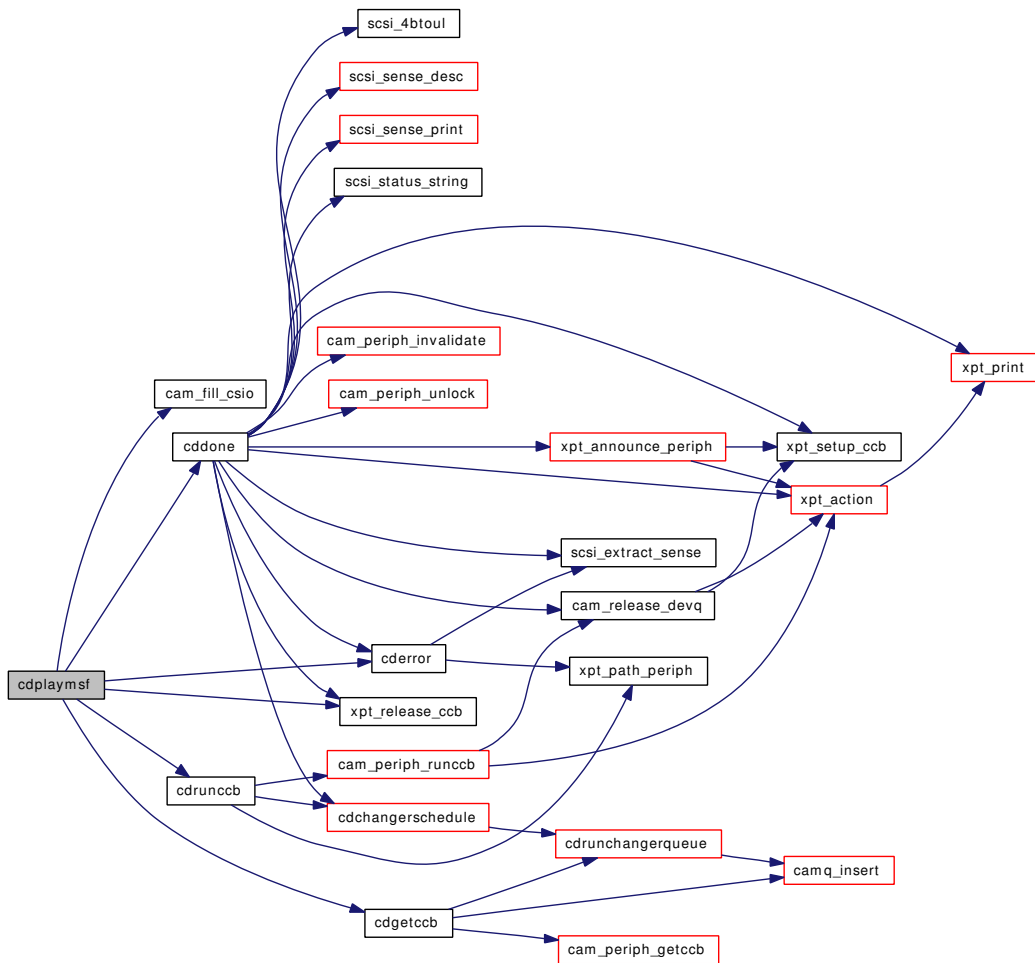 scsi_4btoul
scsi_sense_desc
scsi_sense_print
scsi_status_string
cam_periph_invalidate
xpt_print
cam_fill_csio
cam_periph_unlock
cddone
xpt_announce_periph
xpt_setup_ccb
xpt_action
scsi_extract_sense
cam_release_devq
cderror
xpt_path_periph
cdplaymsf
xpt_release_ccb
cam_periph_runccb
cdrunccb
cdchangerschedule
cdrunchangerqueue
camq_insert
cdgetccb
cam_periph_getccb